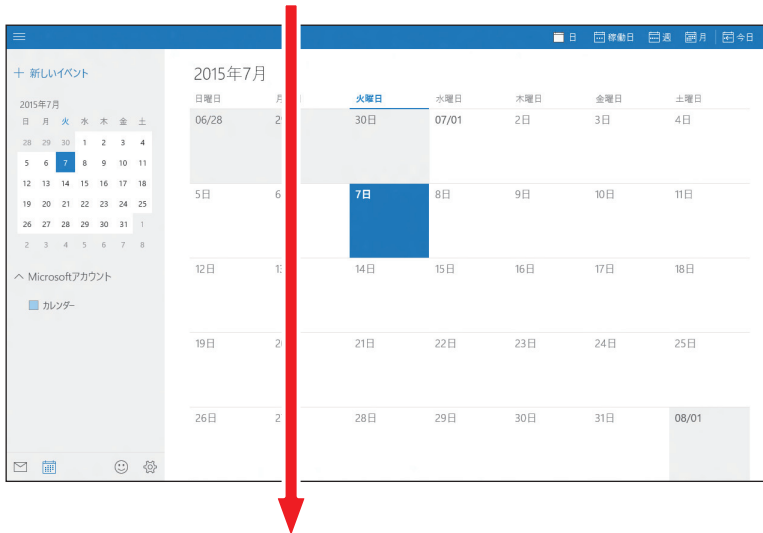 日 稼働日 週 月 今日
+ 新しいイベント
2015年7月
日 月 火 水 木 金 土
28 29 30 1 2 3 4
5 6 7 8 9 10 11
12 13 14 15 16 17 18
19 20 21 22 23 24 25
26 27 28 29 30 31 1
2 3 4 5 6 7 8
Microsoftアカウント
カレンダー
2015年7月
日曜日 火曜日 水曜日 木曜日 金曜日 土曜日
06/28 30日 07/01 2日 3日 4日
5日 7日 8日 9日 10日 11日
12日 14日 15日 16日 17日 18日
19日 21日 22日 23日 24日 25日
26日 28日 29日 30日 31日 08/01